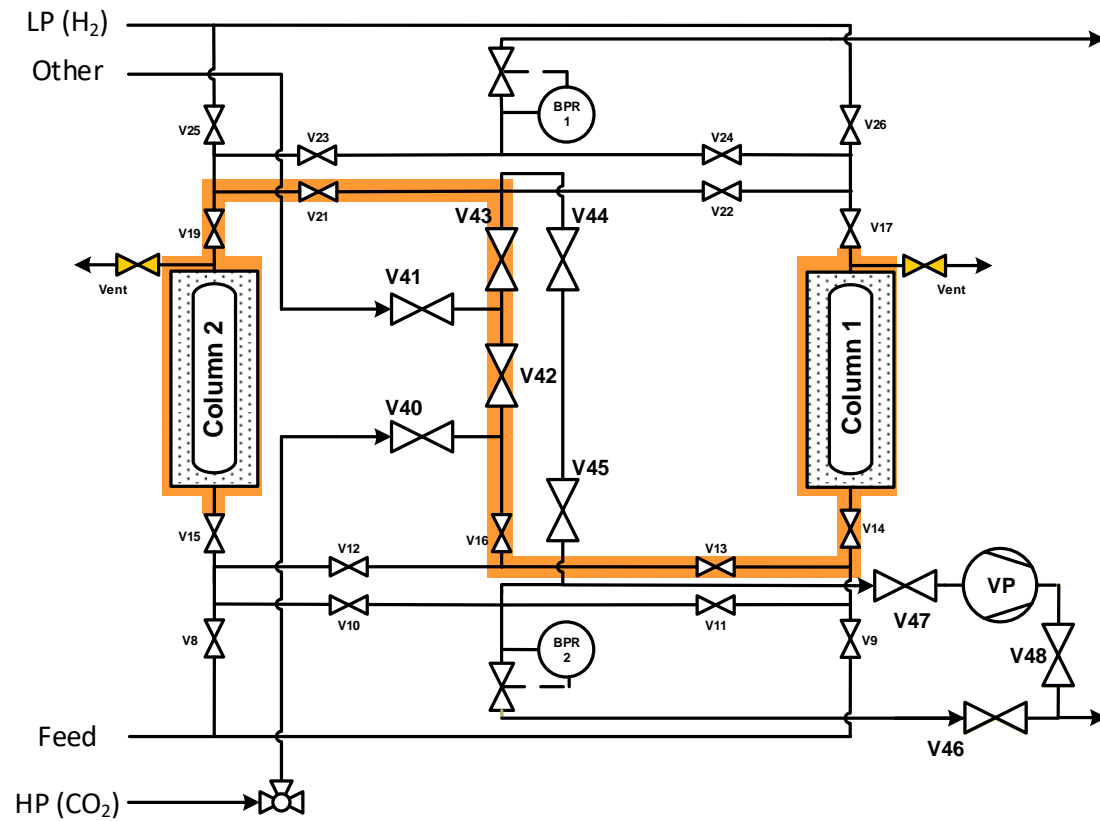 LP (H₂)
Other
BPR
1
V25
V23
V24
V26
V21
V22
V43
V44
V19
V17
Vent
V41
Vent
Column 2
V42
Column 1
V40
V45
V15
V16
V14
V12
V13
V10
V11
V47
VP
V8
BPR
2
V9
V48
Feed
V46
HP (CO₂)